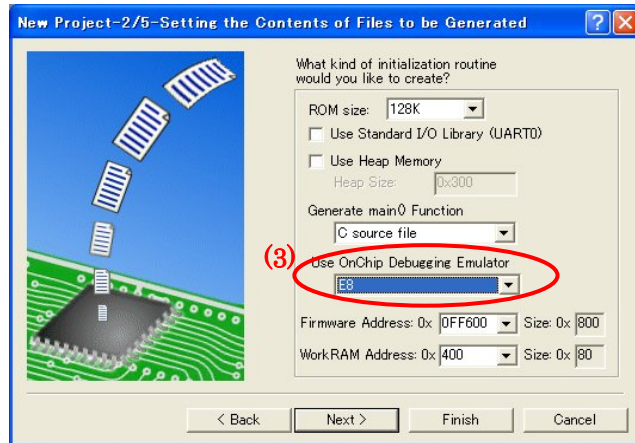 New Project-2/5-Setting the Contents of Files to be Generated
What kind of initialization routine
would you like to create?
ROM size: 128K
Use Standard I/O Library (UART0)
Use Heap Memory
Heap Size: 0x300
Generate main() Function
C source file
(3) Use OnChip Debugging Emulator
E8
Firmware Address: 0x 0FF600 Size: 0x 800
WorkRAM Address: 0x 400 Size: 0x 80
< Back Next > Finish Cancel